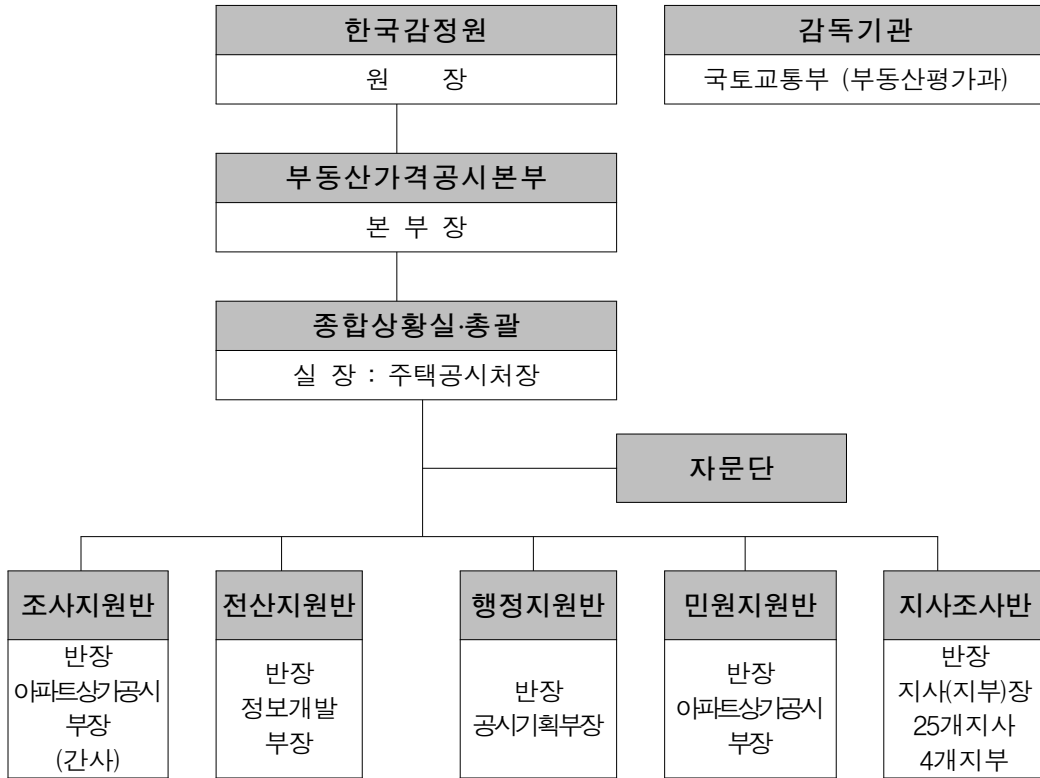 한국감정원
원 장
감독기관
국토교통부 (부동산평가과)
부동산가격공시본부
본 부 장
종합상황실·총괄
실 장 : 주택공시처장
자문단
조사지원반
반장
아파트상가공시
부장
(간사)
전산지원반
반장
정보개발
부장
행정지원반
반장
공시기획부장
민원지원반
반장
아파트상가공시
부장
지사조사반
반장
지사(지부)장
25개지사
4개지부